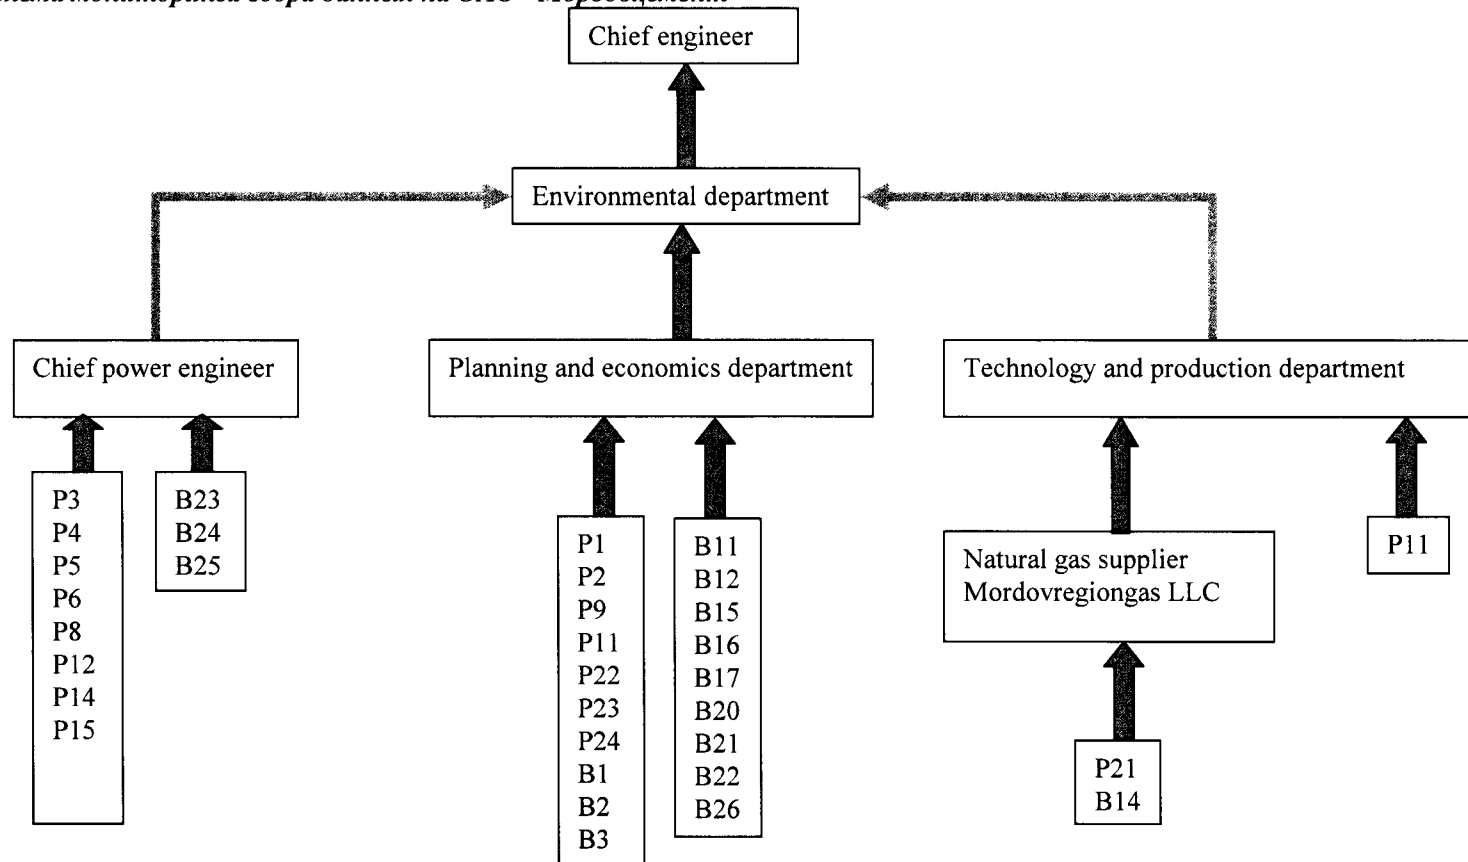 Chief engineer
Environmental department
Chief power engineer
Planning and economics department
Technology and production department
P3
P4
P5
P6
P8
P12
P14
P15
B23
B24
B25
P1
P2
P9
P11
P22
P23
P24
B1
B2
B3
B11
B12
B15
B16
B17
B20
B21
B22
B26
Natural gas supplier
Mordovregiongas LLC
P21
B14
P11